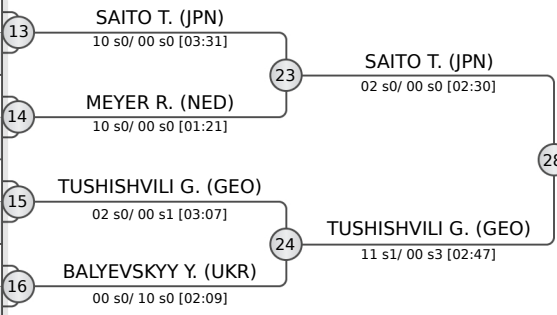 13
SAITO T. (JPN)
10 s0/ 00 s0 [03:31]
23
SAITO T. (JPN)
02 s0/ 00 s0 [02:30]
14
MEYER R. (NED)
10 s0/ 00 s0 [01:21]
28
15
TUSHISHVILI G. (GEO)
02 s0/ 00 s1 [03:07]
24
TUSHISHVILI G. (GEO)
11 s1/ 00 s3 [02:47]
16
BALYEVSKYY Y. (UKR)
00 s0/ 10 s0 [02:09]